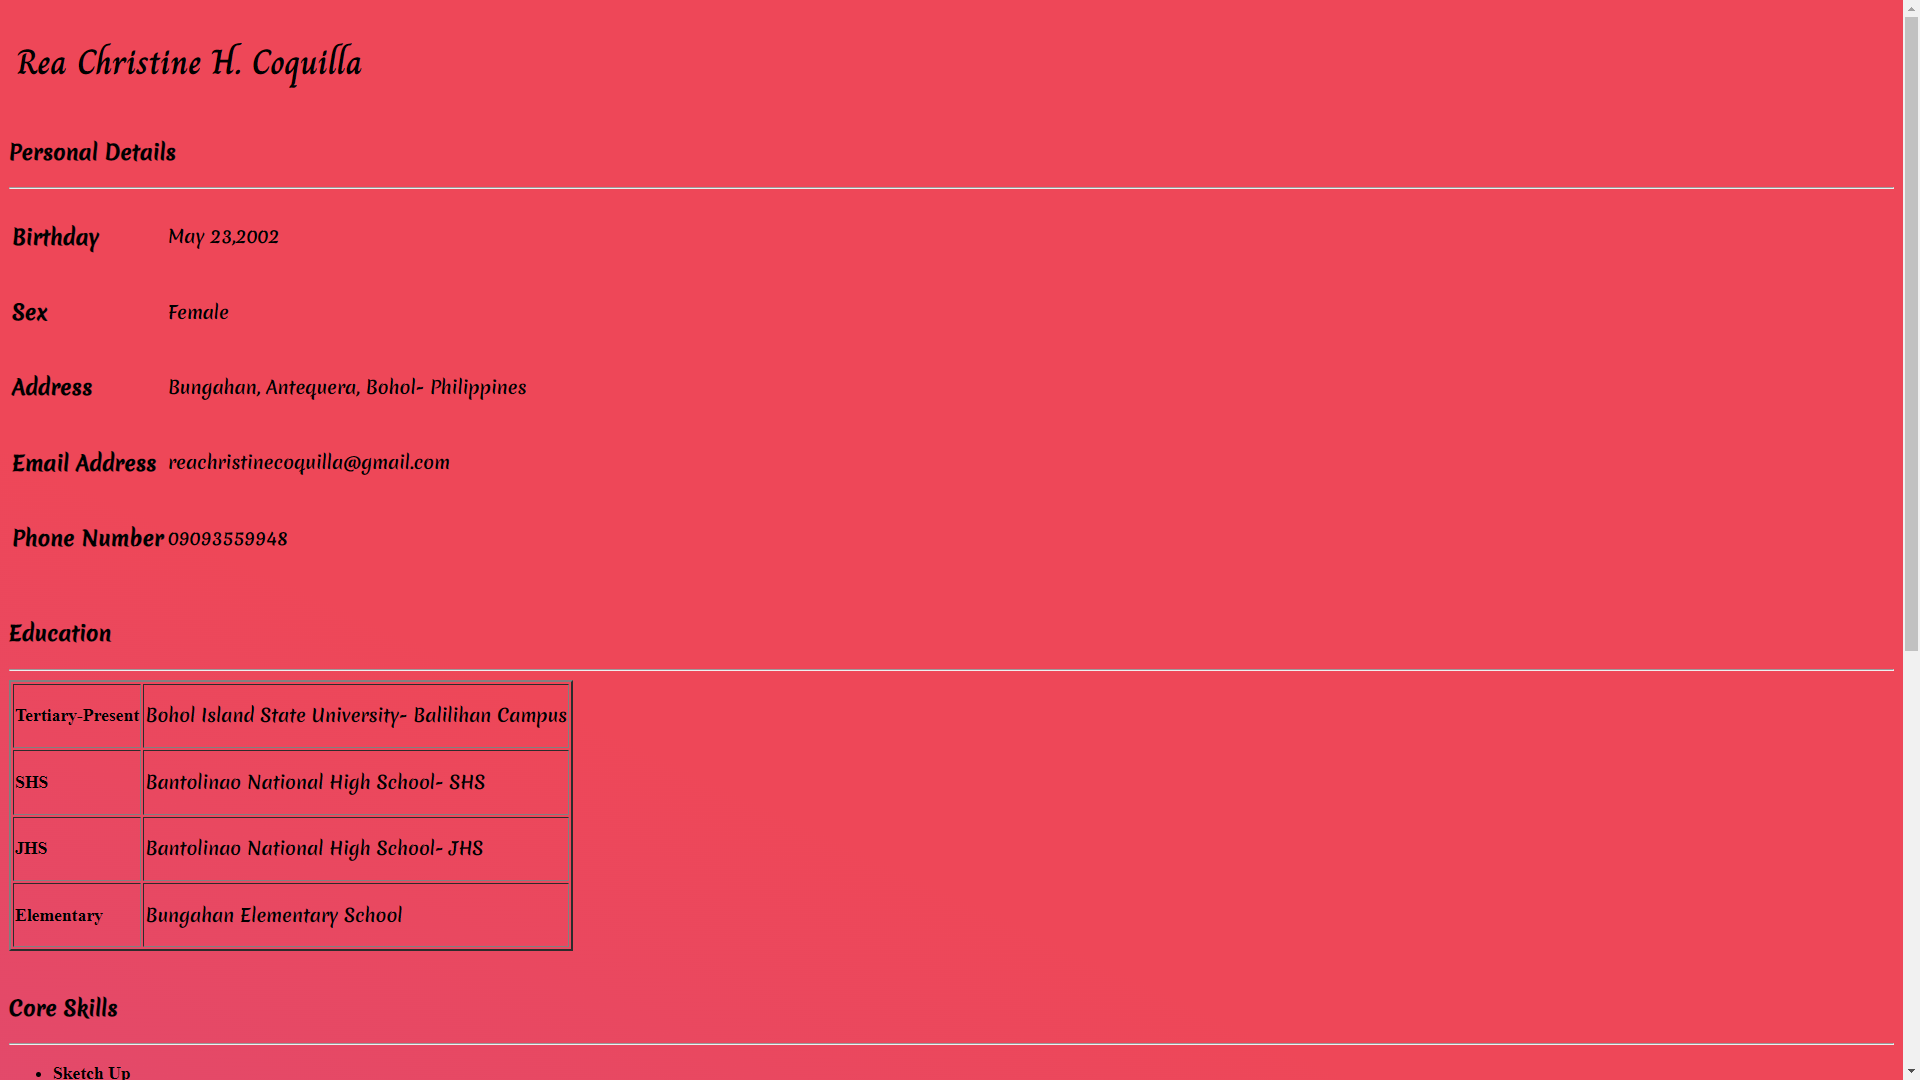 Rea Christine H. Coquilla
Personal Details
Birthday May 23,2002
Sex Female
Address Bungahan, Antequera, Bohol- Philippines
Email Address reachristinecoquilla@gmail.com
Phone Number 09093559948
Education
Tertiary-Present Bohol Island State University- Balilihan Campus
SHS Bantolinao National High School- SHS
JHS Bantolinao National High School- JHS
Elementary Bungahan Elementary School
Core Skills
• Sketch Up